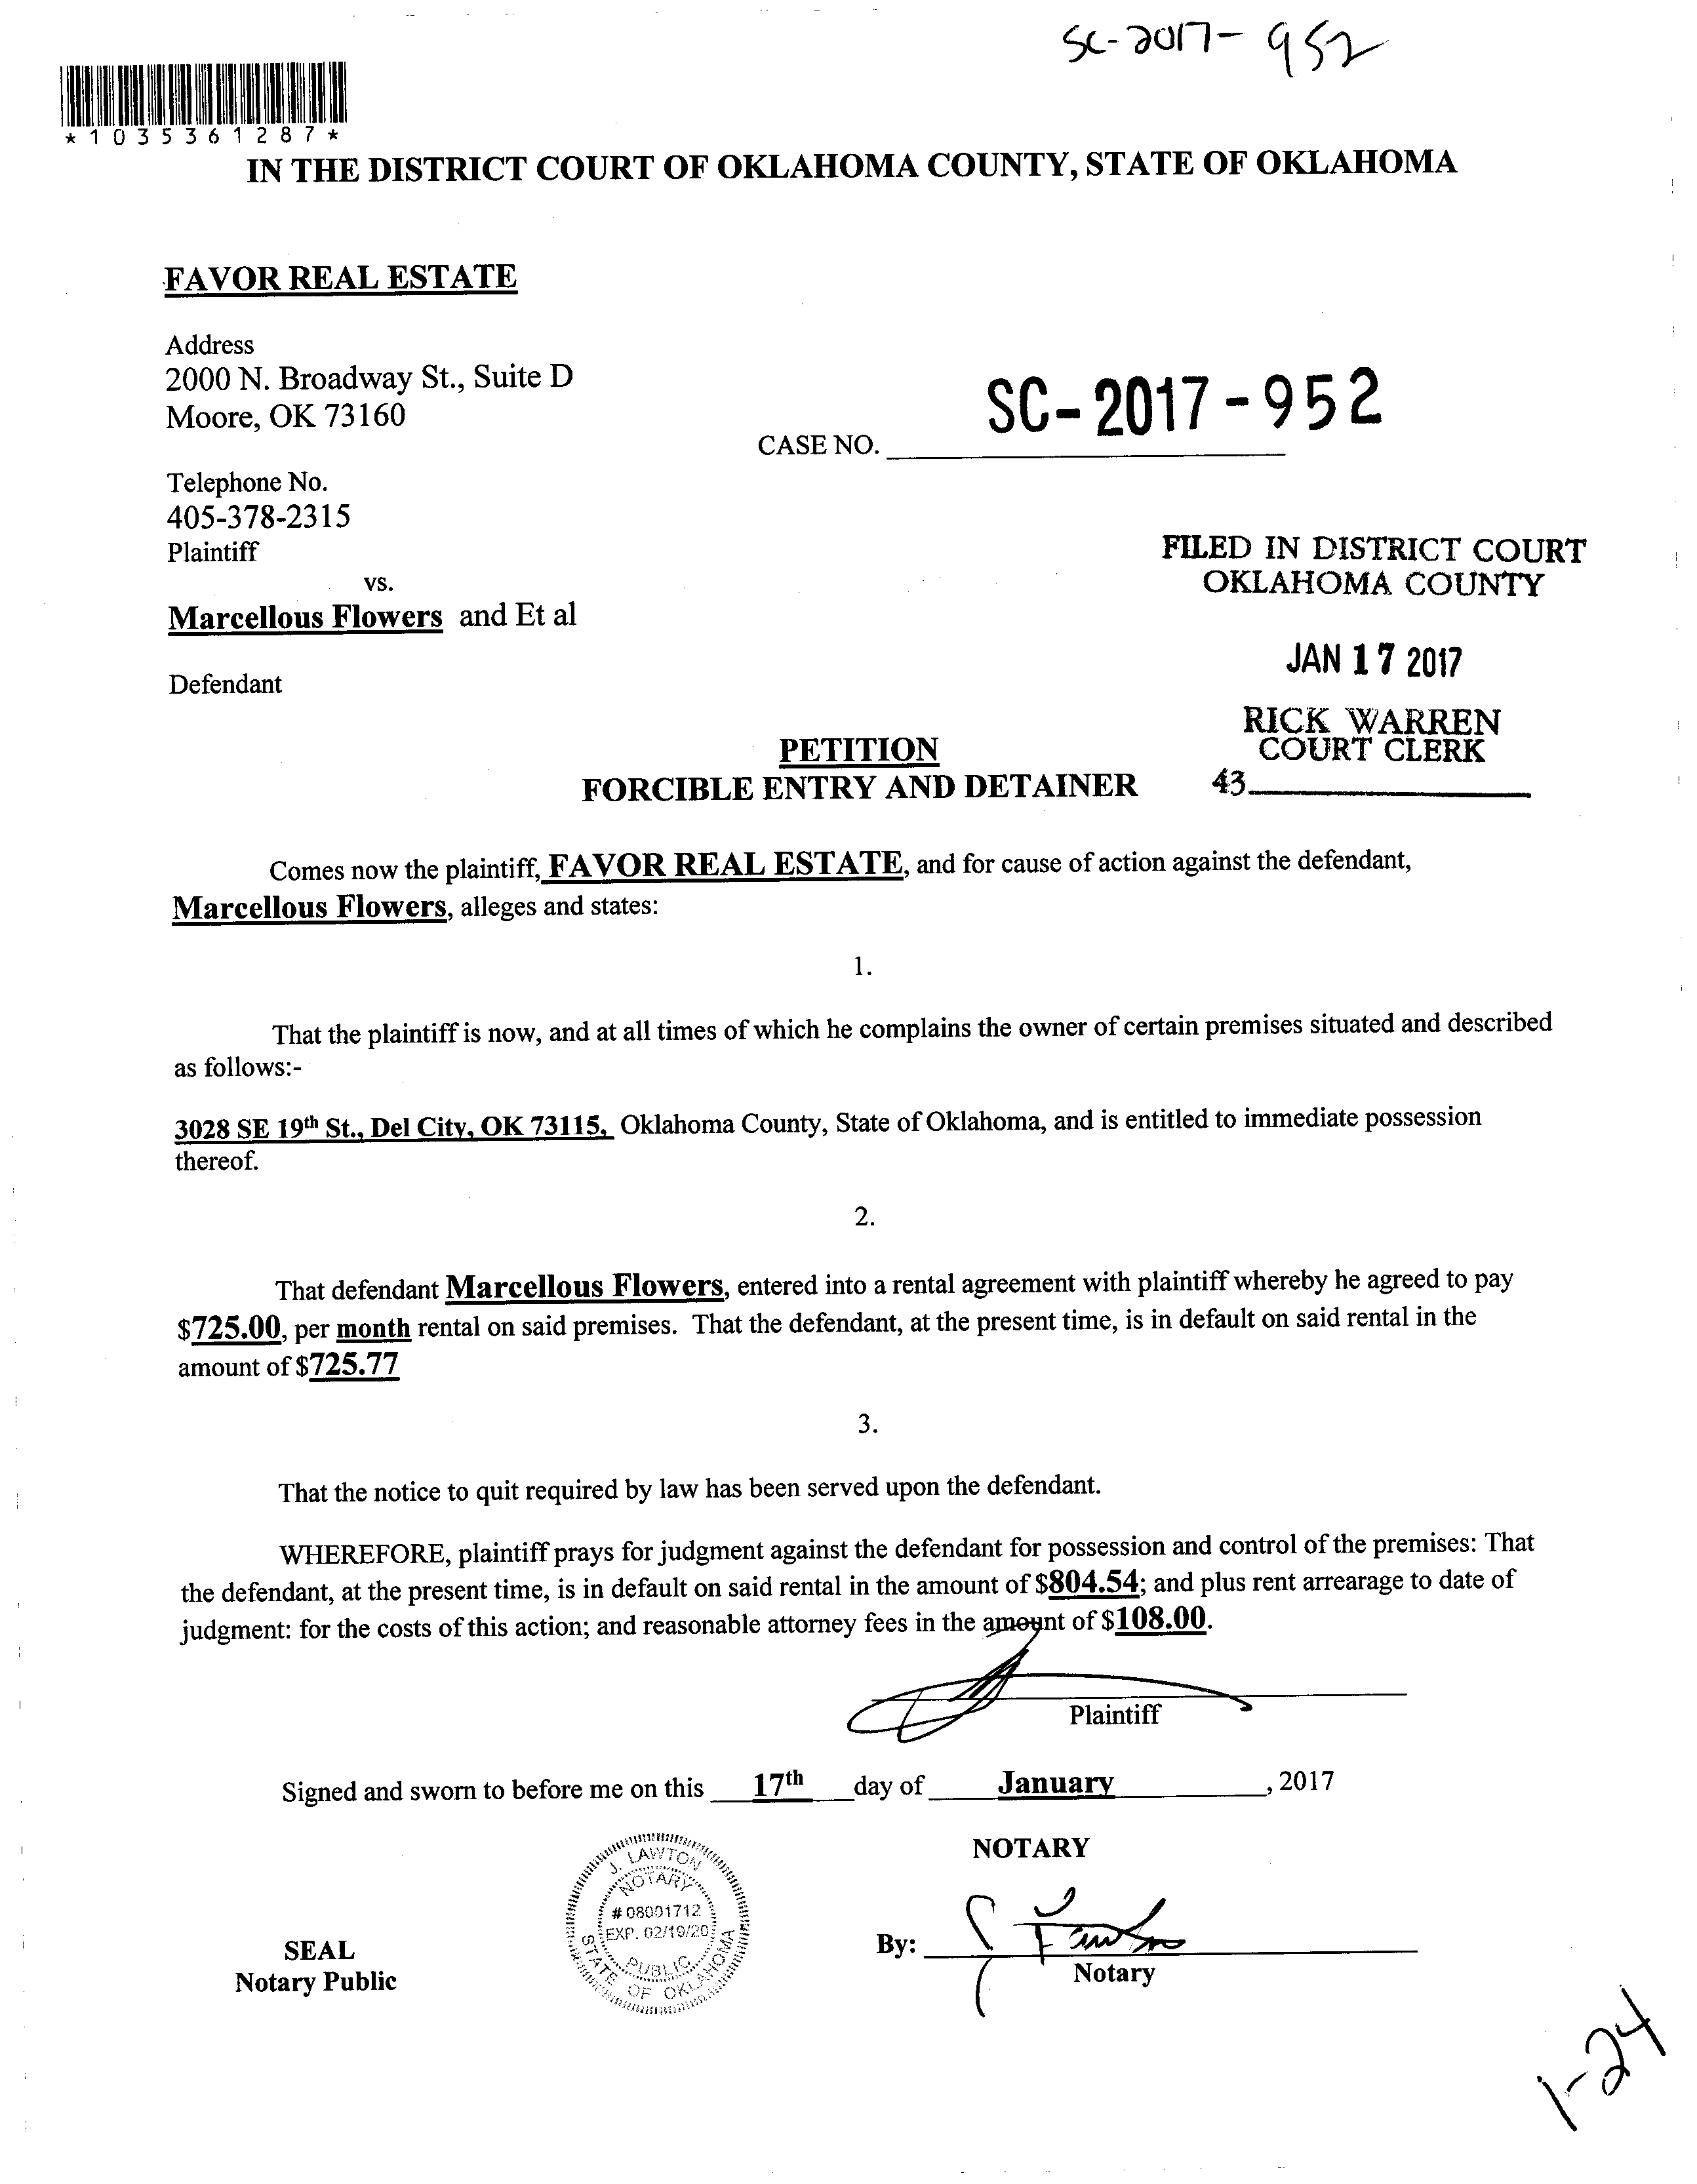 SC-2017-952
*1035361287*
IN THE DISTRICT COURT OF OKLAHOMA COUNTY, STATE OF OKLAHOMA
FAVOR REAL ESTATE
Address
2000 N. Broadway St., Suite D
Moore, OK 73160
SC-2017-952
CASE NO.
Telephone No.
405-378-2315
Plaintiff
vs.
Marcellous Flowers and Et al
Defendant
FILED IN DISTRICT COURT
OKLAHOMA COUNTY
JAN 17 2017
RICK WARREN
COURT CLERK
43
PETITION
FORCIBLE ENTRY AND DETAINER
Comes now the plaintiff, FAVOR REAL ESTATE, and for cause of action against the defendant,
Marcellous Flowers, alleges and states:
1.
That the plaintiff is now, and at all times of which he complains the owner of certain premises situated and described
as follows:-
3028 SE 19th St., Del City, OK 73115, Oklahoma County, State of Oklahoma, and is entitled to immediate possession
thereof.
2.
That defendant Marcellous Flowers, entered into a rental agreement with plaintiff whereby he agreed to pay
$725.00, per month rental on said premises. That the defendant, at the present time, is in default on said rental in the
amount of $725.77
3.
That the notice to quit required by law has been served upon the defendant.
WHEREFORE, plaintiff prays for judgment against the defendant for possession and control of the premises: That
the defendant, at the present time, is in default on said rental in the amount of $804.54; and plus rent arrearage to date of
judgment: for the costs of this action; and reasonable attorney fees in the amount of $108.00.
Plaintiff
Signed and sworn to before me on this 17th day of January, 2017
J. LAWTON
NOTARY
# 08001712
EXP. 02/19/20
PUBLIC
STATE OF OKLAHOMA
SEAL
Notary Public
NOTARY
By: J Lawton
Notary
1-24